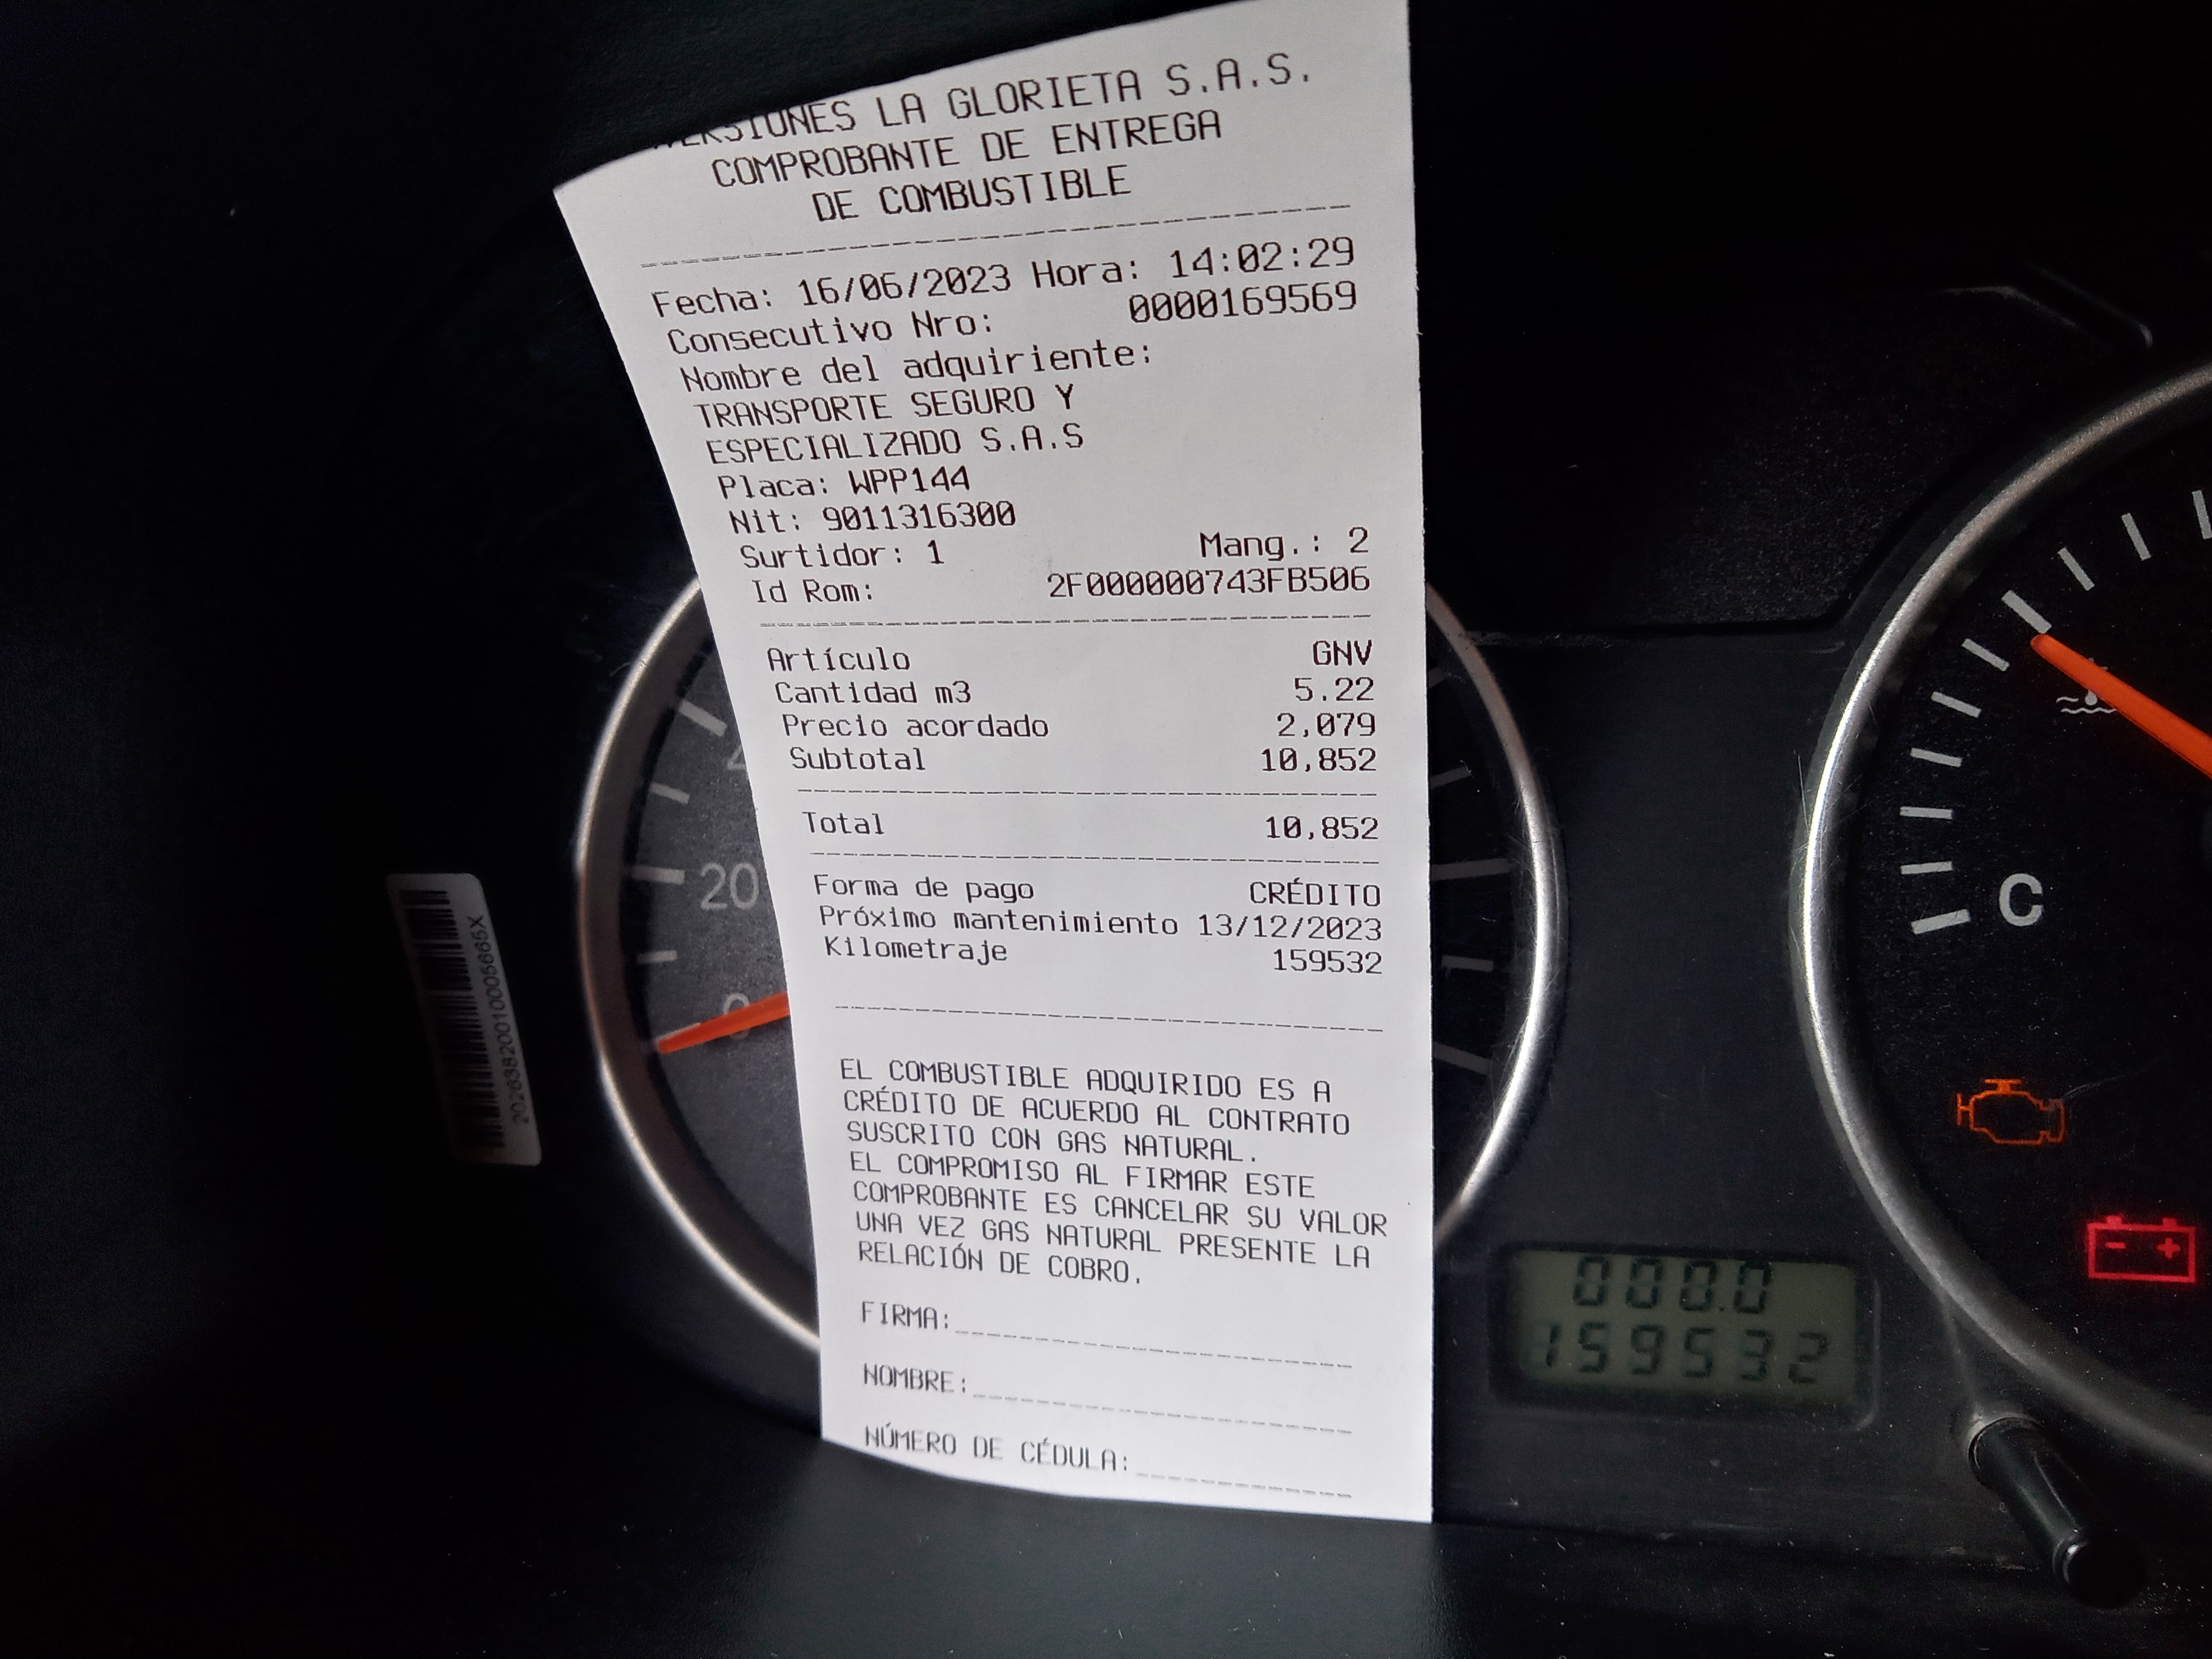 LA GLORIETA S.A.S.
COMPROBANTE DE ENTREGA
DE COMBUSTIBLE
Fecha: 16/06/2023 Hora: 14:02:29
Consecutivo Nro: 0000169569
Nombre del adquiriente:
TRANSPORTE SEGURO Y
ESPECIALIZADO S.A.S
Placa: WPP144
Nit: 9011316300
Surtidor: 1 Mang.: 2
Id Rom: 2F000000743FB506
Artículo GNV
Cantidad m3 5.22
Precio acordado 2,079
Subtotal 10,852
Total 10,852
Forma de pago CRÉDITO
Próximo mantenimiento 13/12/2023
Kilometraje 159532
EL COMBUSTIBLE ADQUIRIDO ES A
CRÉDITO DE ACUERDO AL CONTRATO
SUSCRITO CON GAS NATURAL.
EL COMPROMISO AL FIRMAR ESTE
COMPROBANTE ES CANCELAR SU VALOR
UNA VEZ GAS NATURAL PRESENTE LA
RELACIÓN DE COBRO.
FIRMA:
NOMBRE:
NÚMERO DE CÉDULA:
20
0
C
000.0
159532